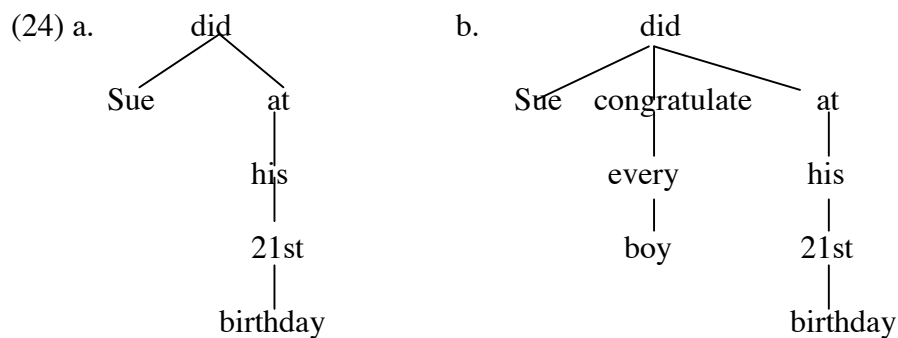 (24) a. did b. did
Sue at Sue congratulate at
his every his
21st boy 21st
birthday birthday